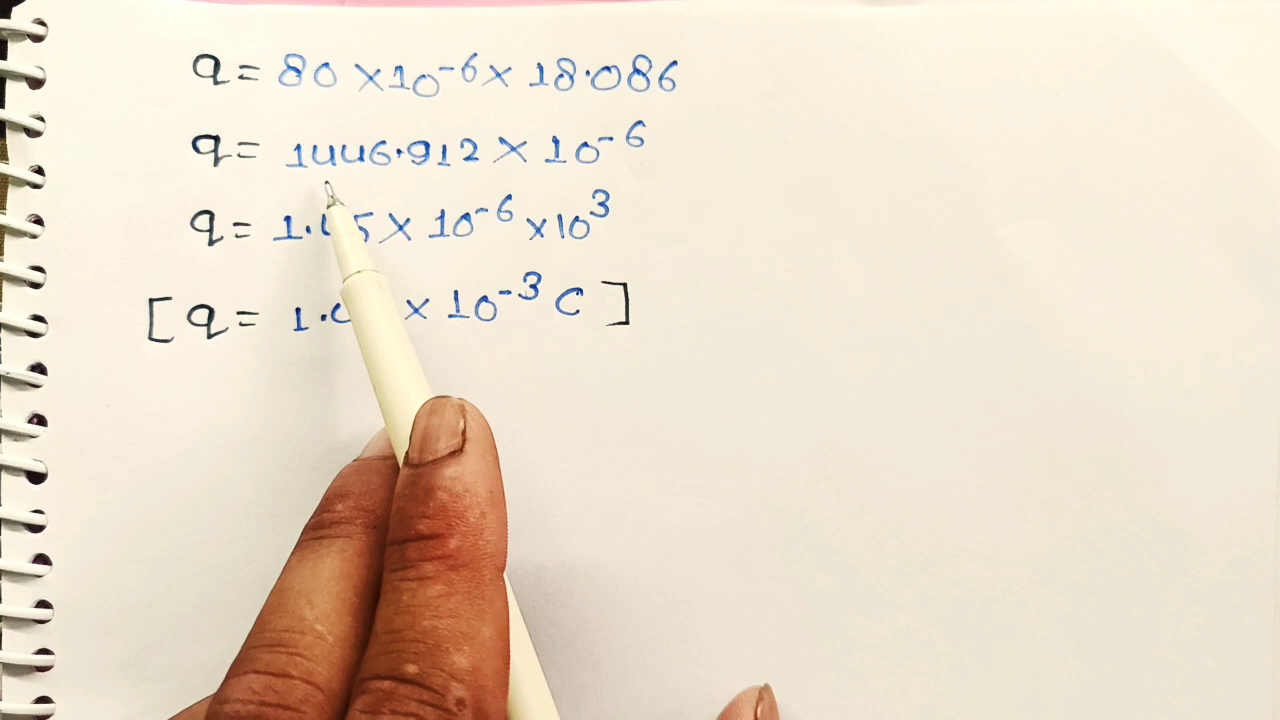 q = 80 × 10⁻⁶ × 18.086
q = 1446.912 × 10⁻⁶
q = × 10⁻⁶ × 10³
[ q = × 10⁻³ C ]